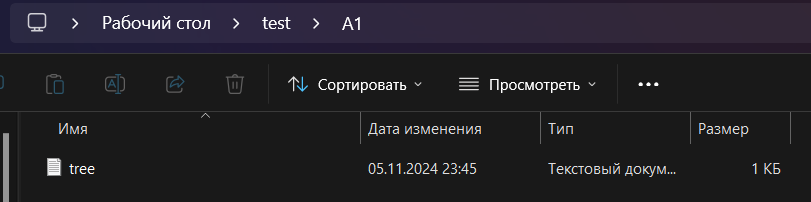 Рабочий стол test A1
Сортировать Просмотреть
Имя Дата изменения Тип Размер
tree 05.11.2024 23:45 Текстовый докум... 1 КБ